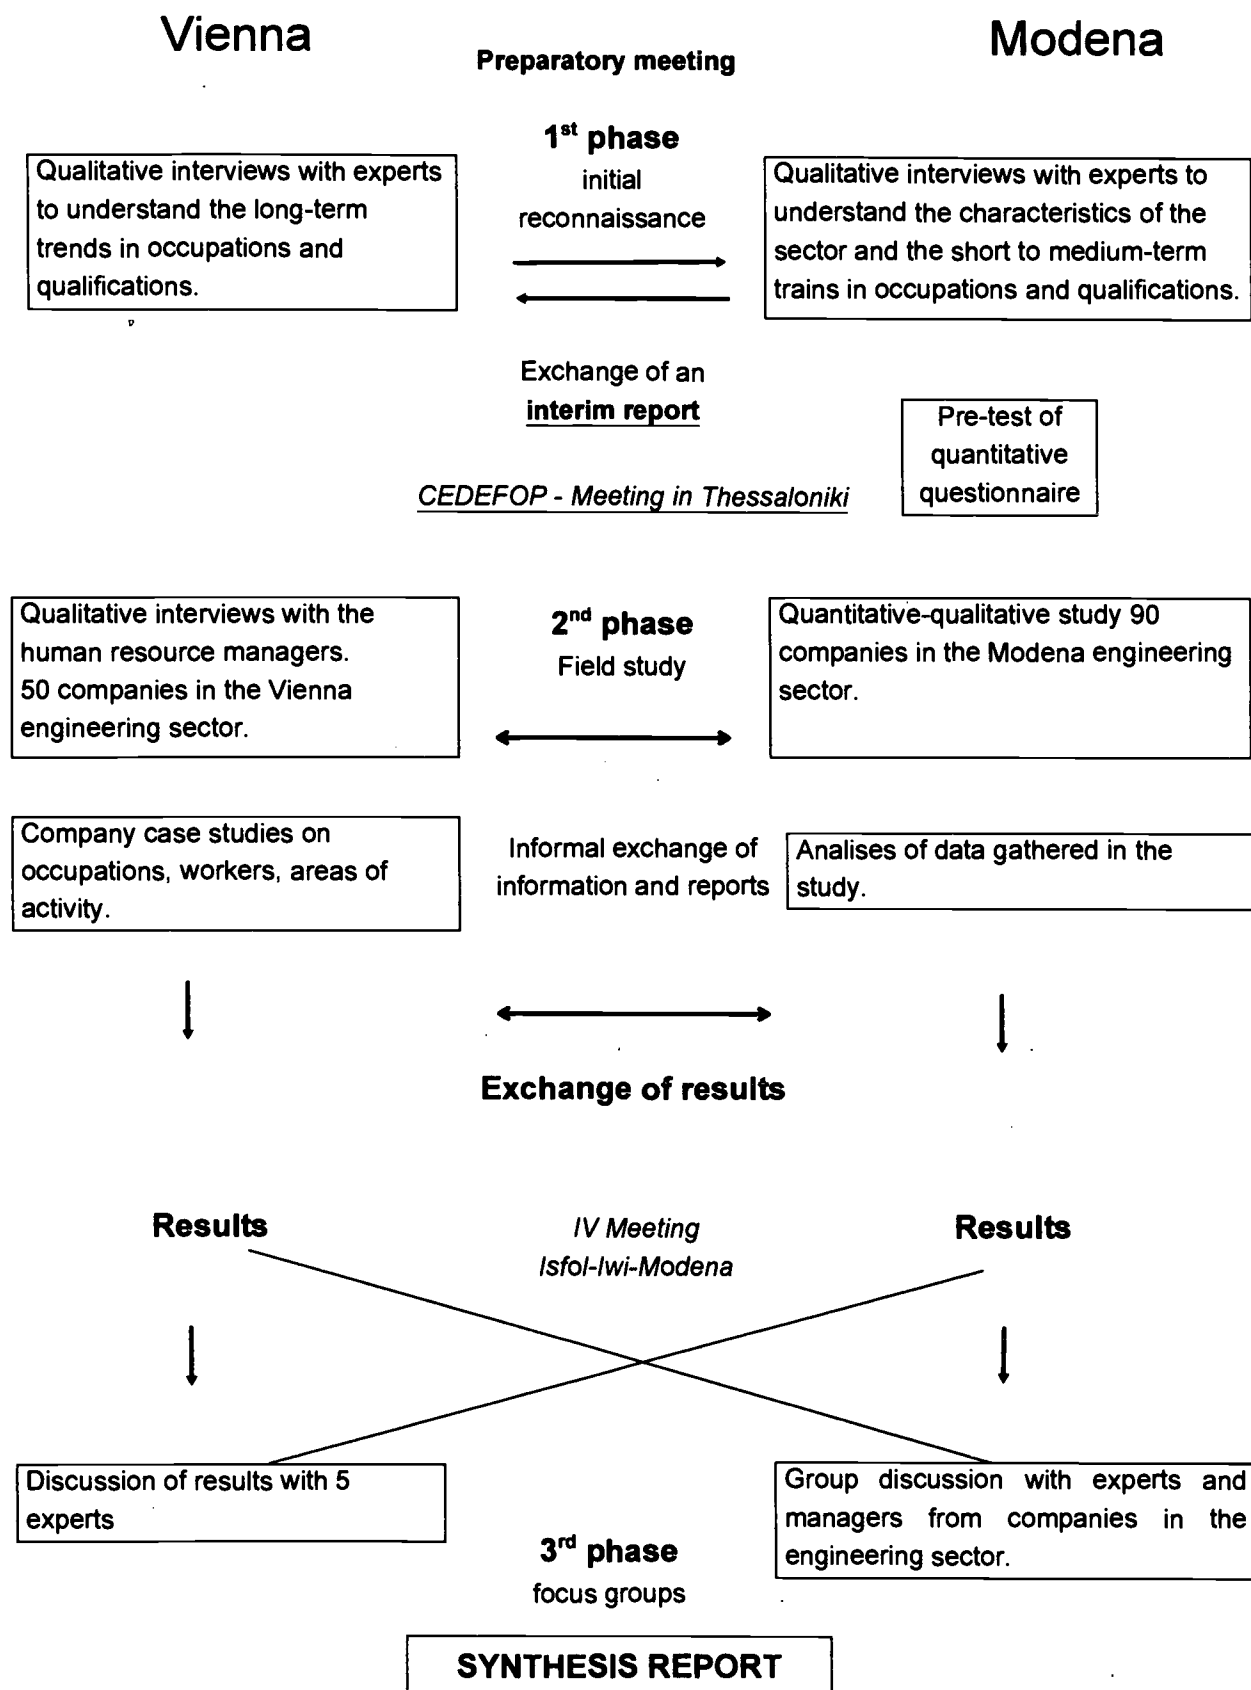 Vienna
Preparatory meeting
Modena
1st phase
initial
reconnaissance
Qualitative interviews with experts
to understand the long-term
trends in occupations and
qualifications.
Qualitative interviews with experts to
understand the characteristics of the
sector and the short to medium-term
trains in occupations and qualifications.
Exchange of an
interim report
Pre-test of
quantitative
questionnaire
CEDEFOP - Meeting in Thessaloniki
Qualitative interviews with the
human resource managers.
50 companies in the Vienna
engineering sector.
2nd phase
Field study
Quantitative-qualitative study 90
companies in the Modena engineering
sector.
Company case studies on
occupations, workers, areas of
activity.
Informal exchange of
information and reports
Analises of data gathered in the
study.
Exchange of results
Results
IV Meeting
Isfol-Iwi-Modena
Results
Discussion of results with 5
experts
Group discussion with experts and
managers from companies in the
engineering sector.
3rd phase
focus groups
SYNTHESIS REPORT